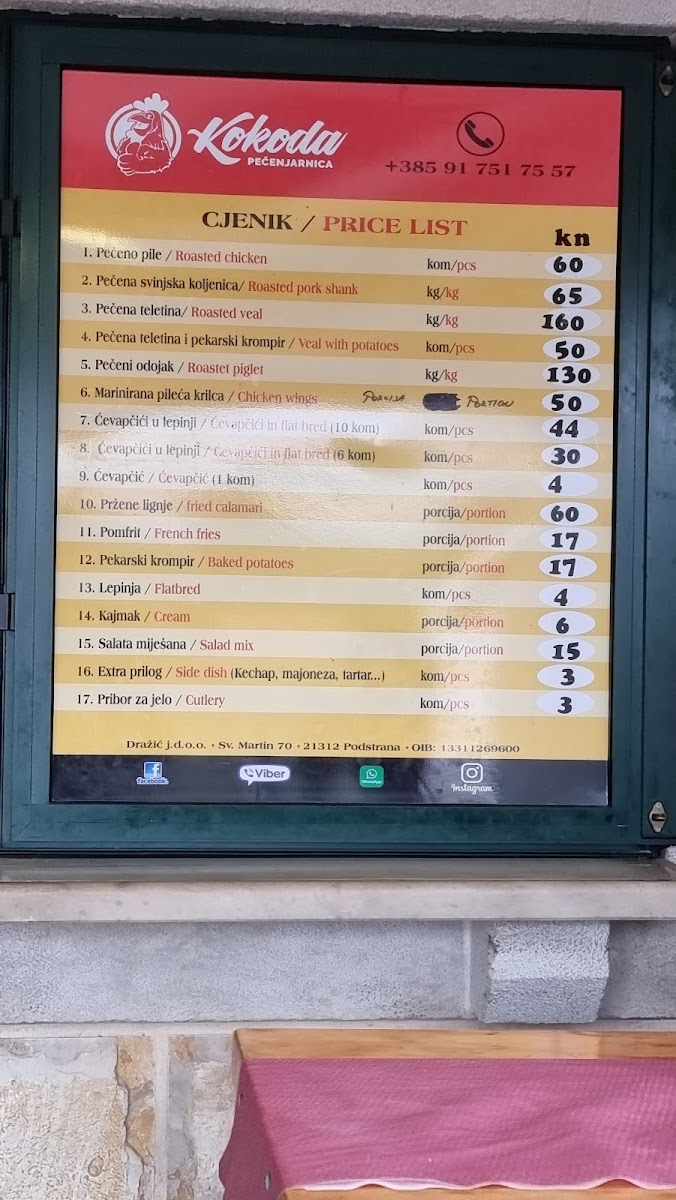 Kokoda
PEČENJARNICA
+385 91 751 75 57
CJENIK / PRICE LIST
kn
1. Pečeno pile / Roasted chicken kom/pcs 60
2. Pečena svinjska koljenica/ Roasted pork shank kg/kg 65
3. Pečena teletina/ Roasted veal kg/kg 160
4. Pečena teletina i pekarski krompir / Veal with potatoes kom/pcs 50
5. Pečeni odojak / Roastet piglet kg/kg 130
6. Marinirana pileća krilca / Chicken wings PORCIJA PORTION 50
7. Ćevapčići u lepinji / Ćevapčići in flat bred (10 kom) kom/pcs 44
8. Ćevapčići u lepinji / Ćevapčići in flat bred (6 kom) kom/pcs 30
9. Ćevapčić / Ćevapčić (1 kom) kom/pcs 4
10. Pržene lignje / fried calamari porcija/portion 60
11. Pomfrit / French fries porcija/portion 17
12. Pekarski krompir / Baked potatoes porcija/portion 17
13. Lepinja / Flatbred kom/pcs 4
14. Kajmak / Cream porcija/portion 6
15. Salata miješana / Salad mix porcija/portion 15
16. Extra prilog / Side dish (Kechap, majoneza, tartar...) kom/pcs 3
17. Pribor za jelo / Cutlery kom/pcs 3
Dražić j.d.o.o. • Sv. Martin 70 • 21312 Podstrana • OIB: 13311269600
facebook Viber WhatsApp Instagram